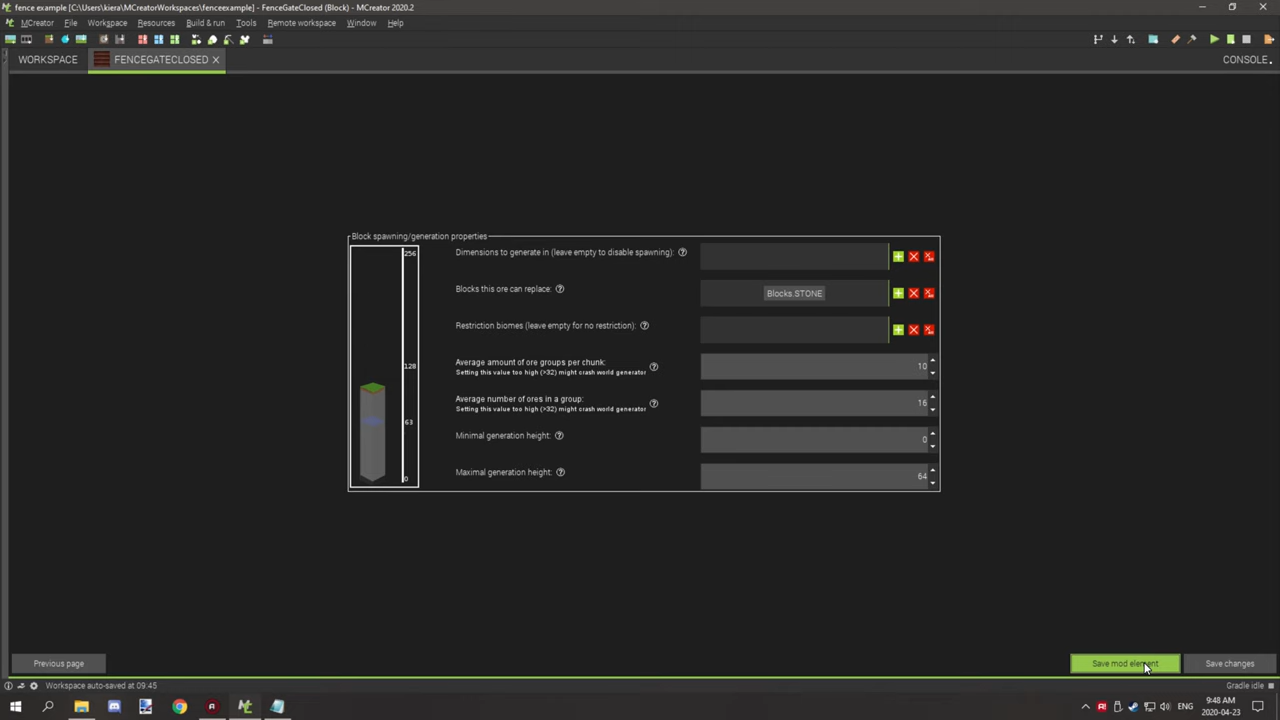 fence example [C:\Users\kiera\MCreatorWorkspaces\fenceexample] - FenceGateClosed (Block) - MCreator 2020.2
MCreator File Workspace Resources Build & run Tools Remote workspace Window Help
WORKSPACE FENCEGATECLOSED CONSOLE
Block spawning/generation properties
256
128
63
0
Dimensions to generate in (leave empty to disable spawning):
Blocks this ore can replace: Blocks.STONE
Restriction biomes (leave empty for no restriction):
Average amount of ore groups per chunk: 10
Setting this value too high (>32) might crash world generator
Average number of ores in a group: 16
Setting this value too high (>32) might crash world generator
Minimal generation height: 0
Maximal generation height: 64
Previous page Save mod element Save changes
Workspace auto-saved at 09:45 Gradle idle
ENG 9:48 AM
2020-04-23